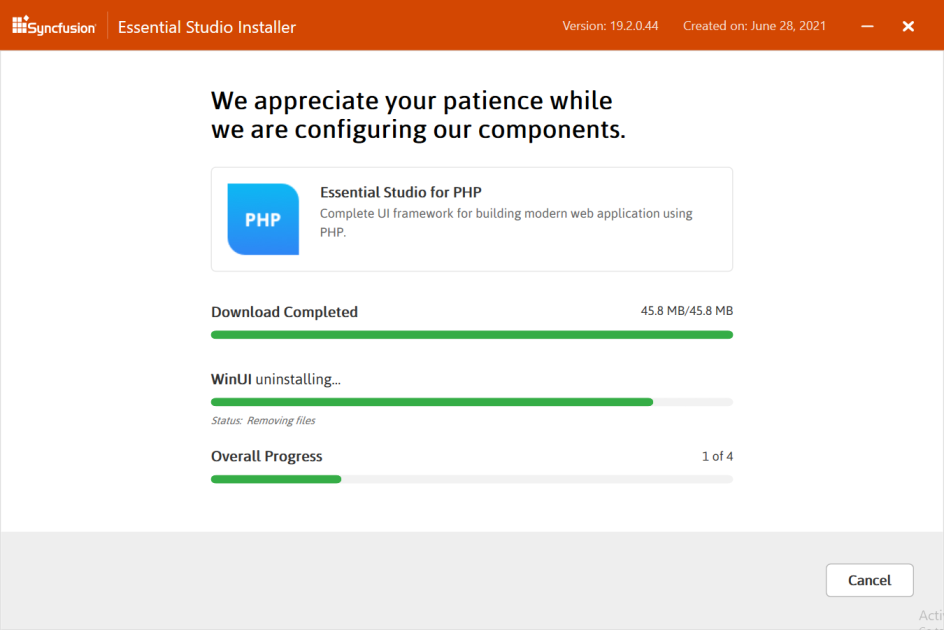 Syncfusion Essential Studio Installer Version: 19.2.0.44 Created on: June 28, 2021
We appreciate your patience while
we are configuring our components.
PHP
Essential Studio for PHP
Complete UI framework for building modern web application using
PHP.
Download Completed 45.8 MB/45.8 MB
WinUI uninstalling...
Status: Removing files
Overall Progress 1 of 4
Cancel